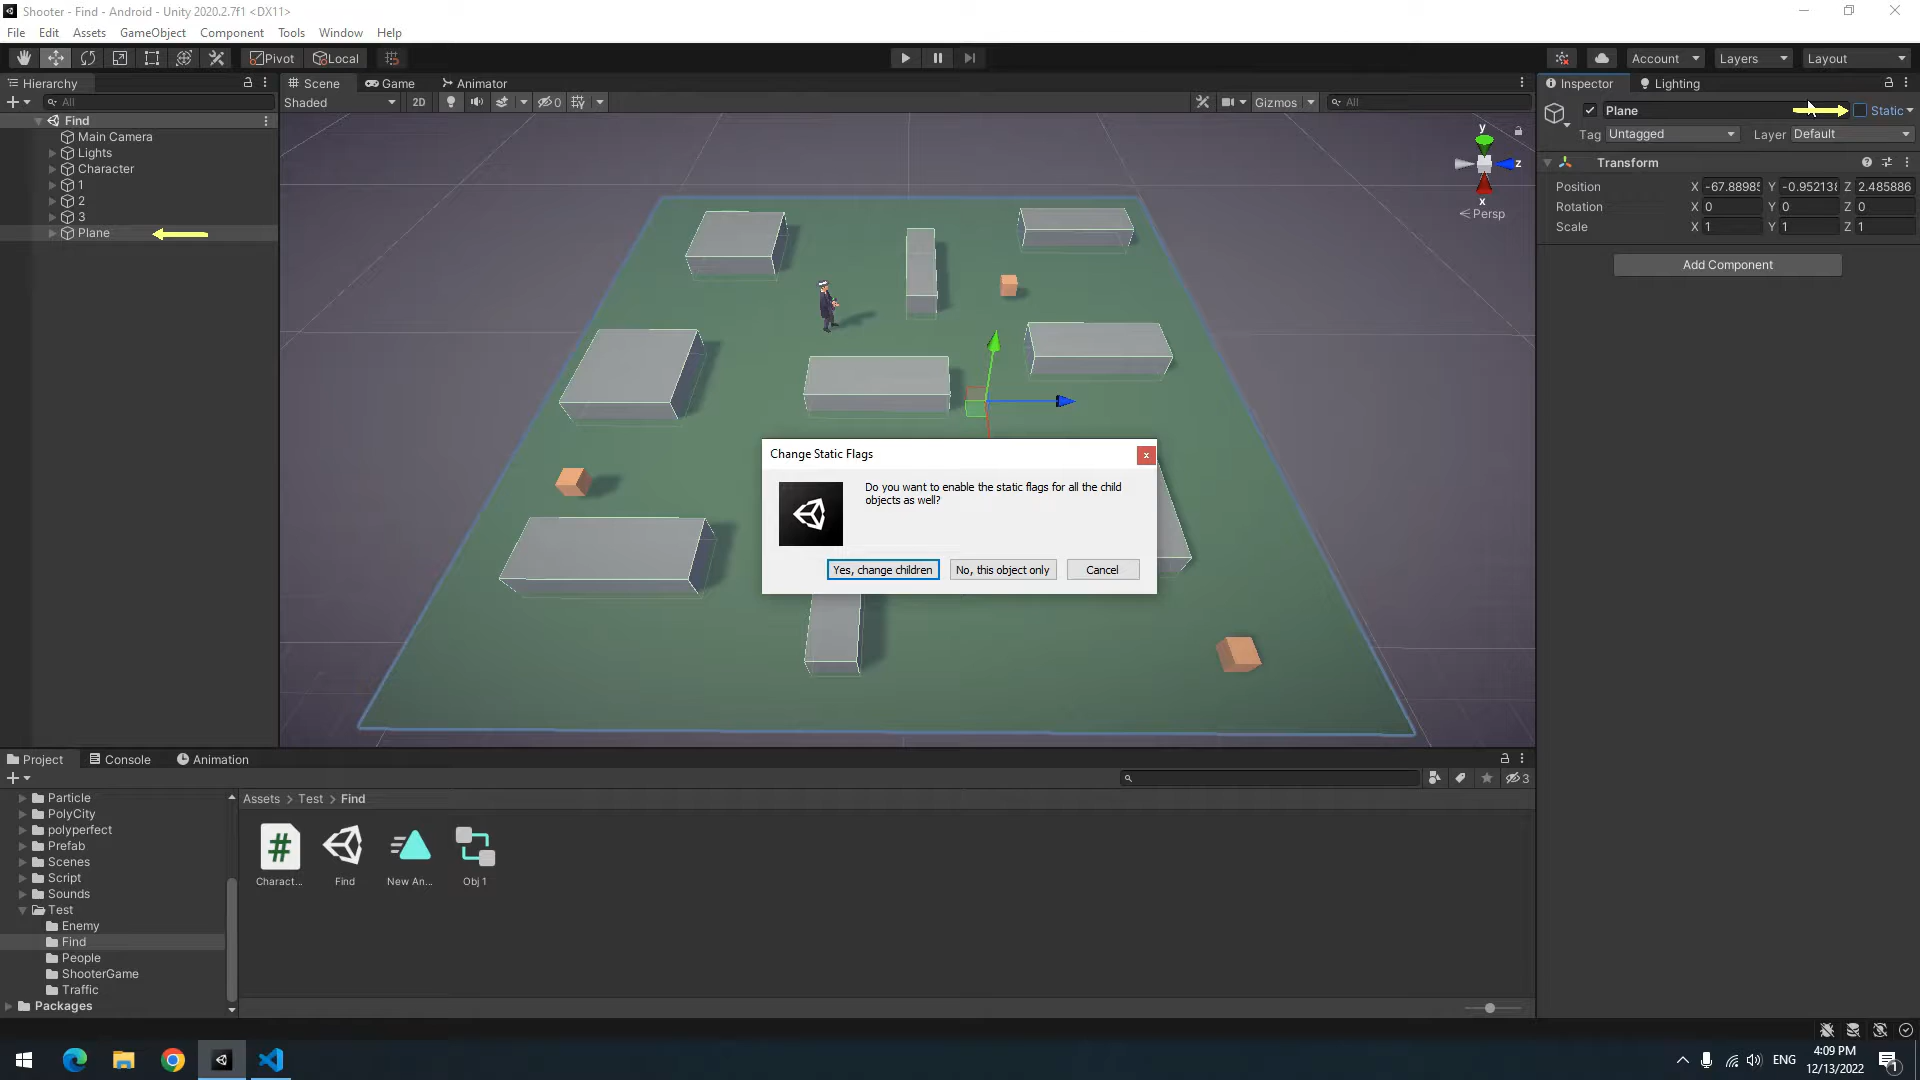 Shooter - Find - Android - Unity 2020.2.7f1 <DX11>
File Edit Assets GameObject Component Tools Window Help
Pivot Local Account Layers Layout
Hierarchy
All
Find
Main Camera
Lights
Character
1
2
3
Plane
Scene Game Animator
Shaded 2D 0 Gizmos All
y
z
x
Persp
Inspector Lighting
Plane Static
Tag Untagged Layer Default
Transform
Position X -67.8898 Y -0.95213 Z 2.485886
Rotation X 0 Y 0 Z 0
Scale X 1 Y 1 Z 1
Add Component
Change Static Flags
x
Do you want to enable the static flags for all the child
objects as well?
Yes, change children No, this object only Cancel
Project Console Animation
3
Particle
PolyCity
polyperfect
Prefab
Scenes
Script
Sounds
Test
Enemy
Find
People
ShooterGame
Traffic
Packages
Assets > Test > Find
#
Charact... Find New An... Obj 1
ENG
4:09 PM
12/13/2022
1